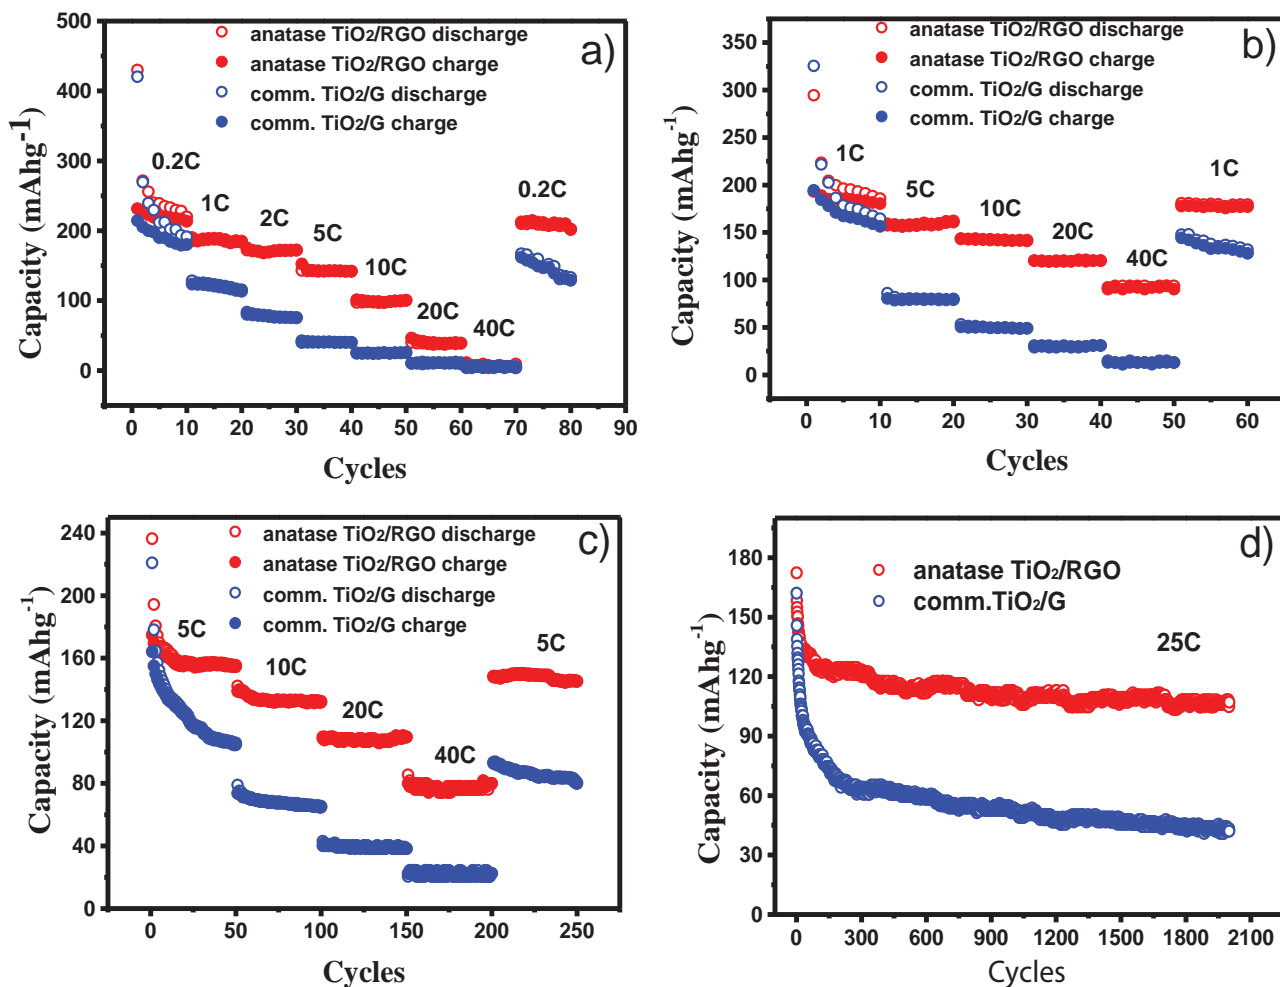 a)
anatase TiO2/RGO discharge
anatase TiO2/RGO charge
comm. TiO2/G discharge
comm. TiO2/G charge
0.2C
1C
2C
5C
10C
20C
40C
0.2C
500
400
300
200
100
0
Capacity (mAhg-1)
0 10 20 30 40 50 60 70 80 90
Cycles
b)
anatase TiO2/RGO discharge
anatase TiO2/RGO charge
comm. TiO2/G discharge
comm. TiO2/G charge
1C
5C
10C
20C
40C
1C
350
300
250
200
150
100
50
0
Capacity (mAhg-1)
0 10 20 30 40 50 60
Cycles
c)
anatase TiO2/RGO discharge
anatase TiO2/RGO charge
comm. TiO2/G discharge
comm. TiO2/G charge
5C
10C
20C
40C
5C
240
200
160
120
80
40
0
Capacity (mAhg-1)
0 50 100 150 200 250
Cycles
d)
anatase TiO2/RGO
comm.TiO2/G
25C
180
150
120
90
60
30
0
Capacity (mAhg-1)
0 300 600 900 1200 1500 1800 2100
Cycles